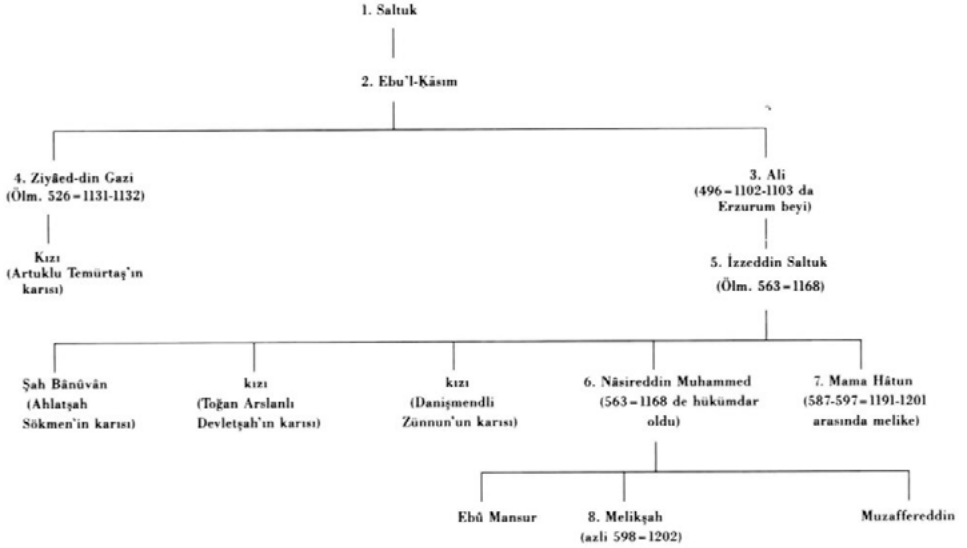 1. Saltuk
2. Ebu'l-Ḳâsım
4. Ziyâed-din Gazi
(Ölm. 526=1131-1132)
3. Ali
(496=1102-1103 da
Erzurum beyi)
Kızı
(Artuklu Temürtaş'ın
karısı)
5. İzzeddin Saltuk
(Ölm. 563=1168)
Şah Bânûvân
(Ahlatşah
Sökmen'in karısı)
kızı
(Toğan Arslanlı
Devletşah'ın karısı)
kızı
(Danişmendli
Zünnun'un karısı)
6. Nâsireddin Muhammed
(563=1168 de hükümdar
oldu)
7. Mama Hâtun
(587-597=1191-1201
arasında melike)
Ebû Mansur
8. Melikşah
(azli 598=1202)
Muzaffereddin